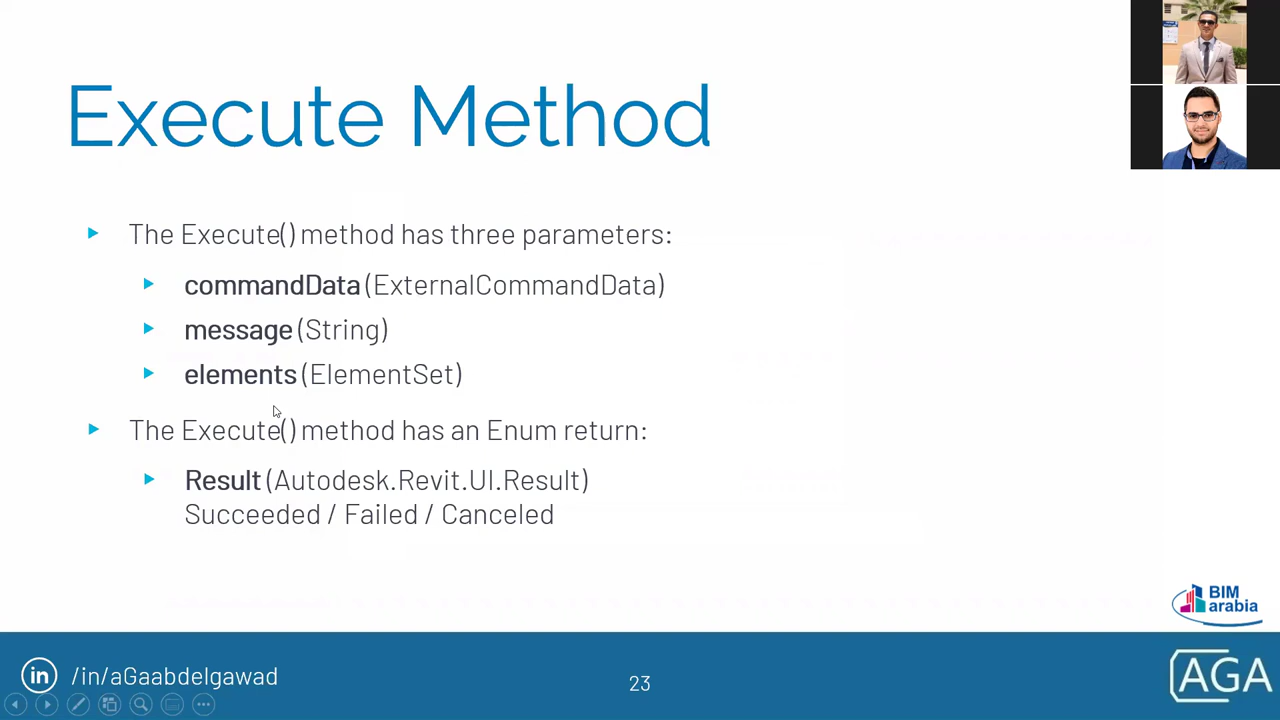 Execute Method
The Execute() method has three parameters:
commandData (ExternalCommandData)
message (String)
elements (ElementSet)
The Execute() method has an Enum return:
Result (Autodesk.Revit.UI.Result)
Succeeded / Failed / Canceled
BIM
arabia
in /in/aGaabdelgawad
23
AGA